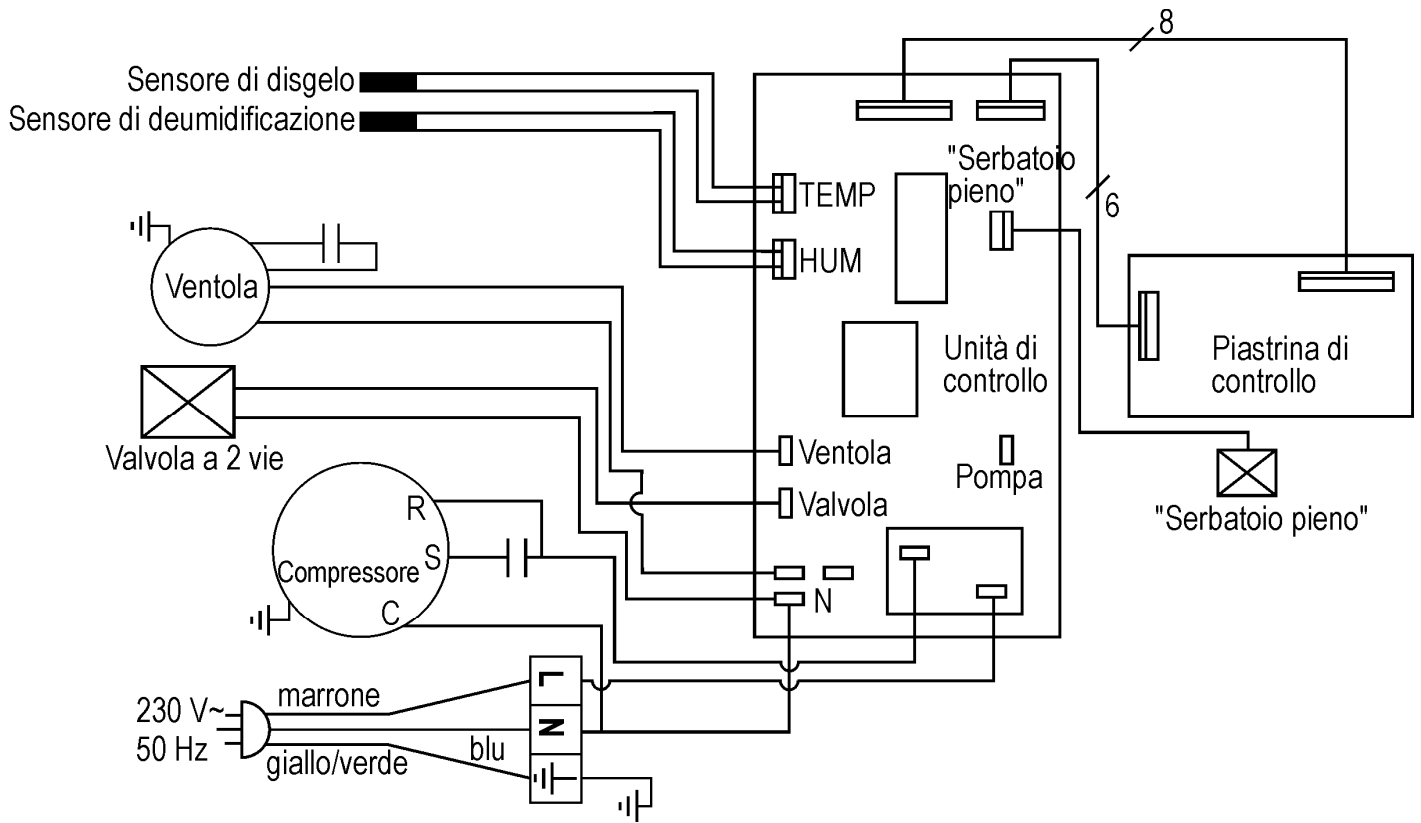 8
Sensore di disgelo
Sensore di deumidificazione
"Serbatoio
pieno"
TEMP
6
HUM
Ventola
Unità di
controllo
Piastrina di
controllo
Valvola a 2 vie
Ventola
Pompa
Valvola
"Serbatoio pieno"
R
S
Compressore
C
N
L
marrone
230 V~
N
50 Hz
blu
giallo/verde